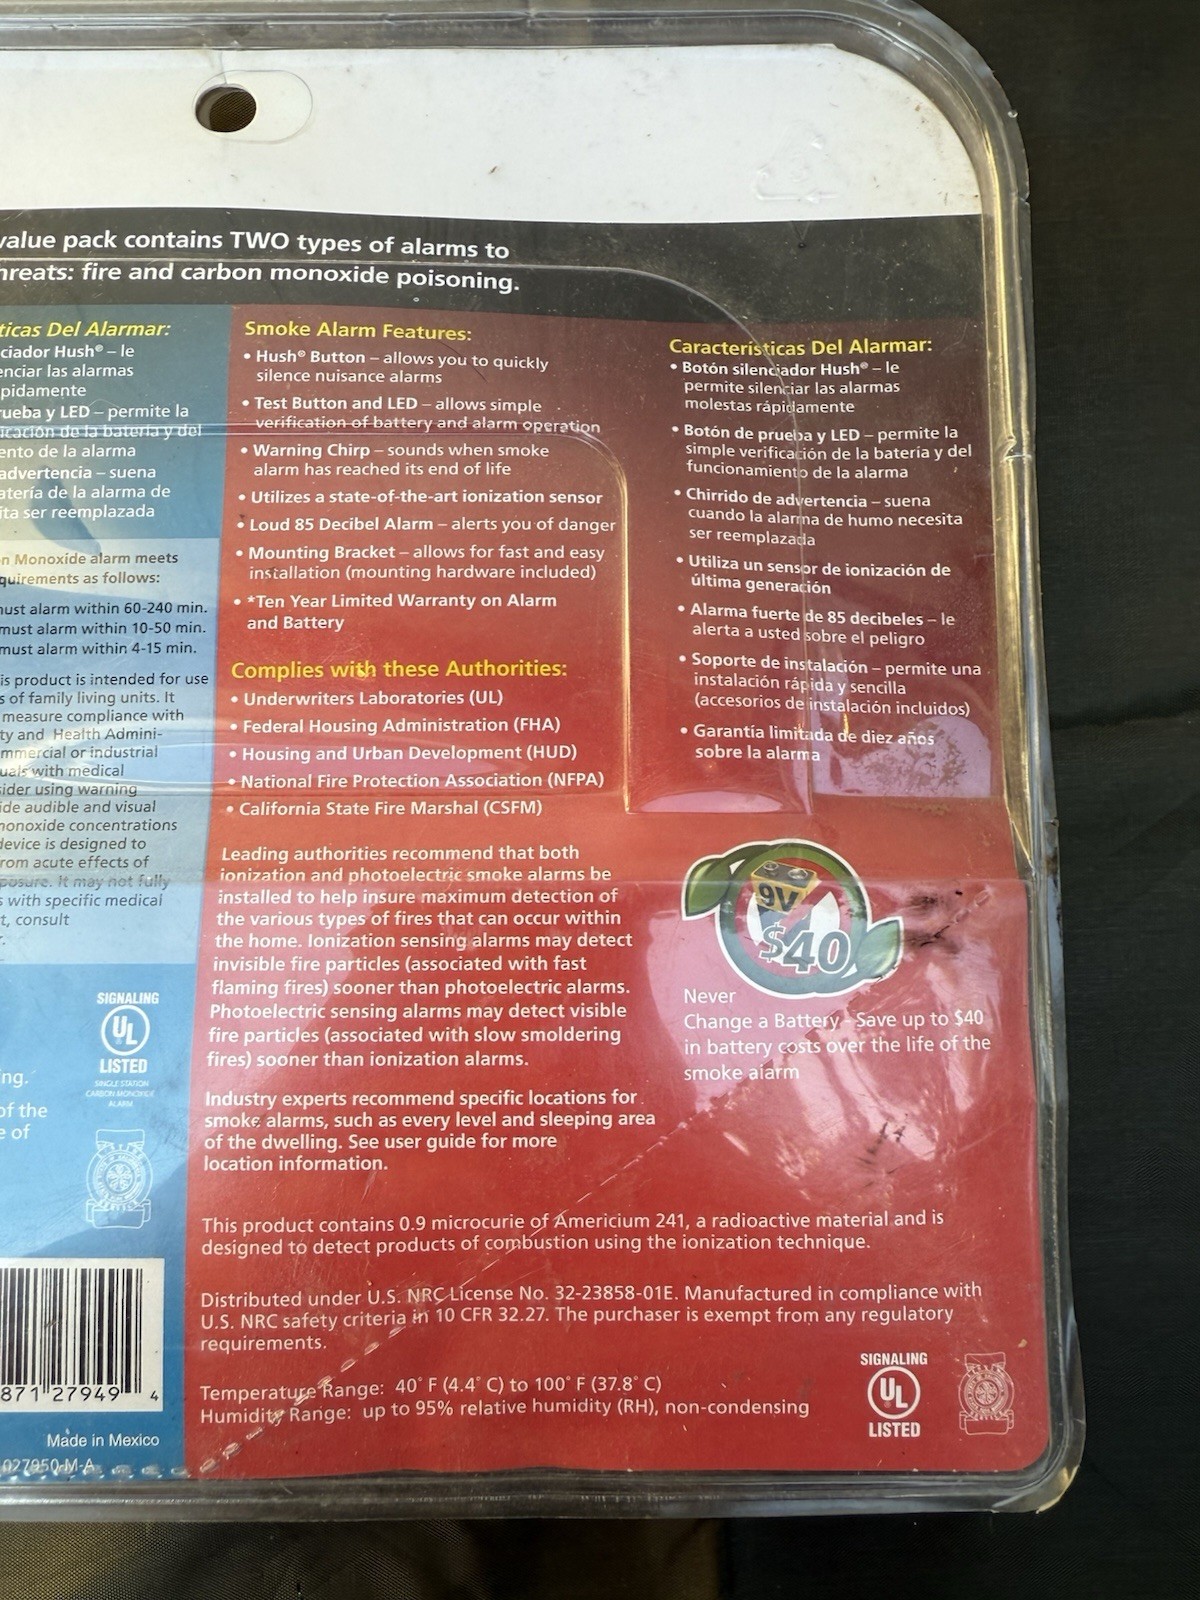 value pack contains TWO types of alarms to
threats: fire and carbon monoxide poisoning.
ticas Del Alarmar:
ciador Hush® – le
enciar las alarmas
pidamente
rueba y LED – permite la
icación de la batería y del
ento de la alarma
advertencia – suena
atería de la alarma de
ita ser reemplazada
n Monoxide alarm meets
quirements as follows:
must alarm within 60-240 min.
must alarm within 10-50 min.
must alarm within 4-15 min.
is product is intended for use
s of family living units. It
measure compliance with
ty and Health Admini-
mmercial or industrial
uals with medical
sider using warning
ide audible and visual
monoxide concentrations
device is designed to
rom acute effects of
posure. It may not fully
s with specific medical
t, consult
SIGNALING
UL
LISTED
SINGLE STATION
CARBON MONOXIDE
ALARM
ng.
of the
e of
871 27949 4
Made in Mexico
027950-M-A
Smoke Alarm Features:
• Hush® Button – allows you to quickly
silence nuisance alarms
• Test Button and LED – allows simple
verification of battery and alarm operation
• Warning Chirp – sounds when smoke
alarm has reached its end of life
• Utilizes a state-of-the-art ionization sensor
• Loud 85 Decibel Alarm – alerts you of danger
• Mounting Bracket – allows for fast and easy
installation (mounting hardware included)
• *Ten Year Limited Warranty on Alarm
and Battery
Complies with these Authorities:
• Underwriters Laboratories (UL)
• Federal Housing Administration (FHA)
• Housing and Urban Development (HUD)
• National Fire Protection Association (NFPA)
• California State Fire Marshal (CSFM)
Leading authorities recommend that both
ionization and photoelectric smoke alarms be
installed to help insure maximum detection of
the various types of fires that can occur within
the home. Ionization sensing alarms may detect
invisible fire particles (associated with fast
flaming fires) sooner than photoelectric alarms.
Photoelectric sensing alarms may detect visible
fire particles (associated with slow smoldering
fires) sooner than ionization alarms.
Industry experts recommend specific locations for
smoke alarms, such as every level and sleeping area
of the dwelling. See user guide for more
location information.
Características Del Alarmar:
• Botón silenciador Hush® – le
permite silenciar las alarmas
molestas rápidamente
• Botón de prueba y LED – permite la
simple verificación de la batería y del
funcionamiento de la alarma
• Chirrido de advertencia – suena
cuando la alarma de humo necesita
ser reemplazada
• Utiliza un sensor de ionización de
última generación
• Alarma fuerte de 85 decibeles – le
alerta a usted sobre el peligro
• Soporte de instalación – permite una
instalación rápida y sencilla
(accesorios de instalación incluidos)
• Garantía limitada de diez años
sobre la alarma
9V
$40
Never
Change a Battery - Save up to $40
in battery costs over the life of the
smoke alarm
This product contains 0.9 microcurie of Americium 241, a radioactive material and is
designed to detect products of combustion using the ionization technique.
Distributed under U.S. NRC License No. 32-23858-01E. Manufactured in compliance with
U.S. NRC safety criteria in 10 CFR 32.27. The purchaser is exempt from any regulatory
requirements.
Temperature Range: 40° F (4.4° C) to 100° F (37.8° C)
Humidity Range: up to 95% relative humidity (RH), non-condensing
SIGNALING
UL
LISTED